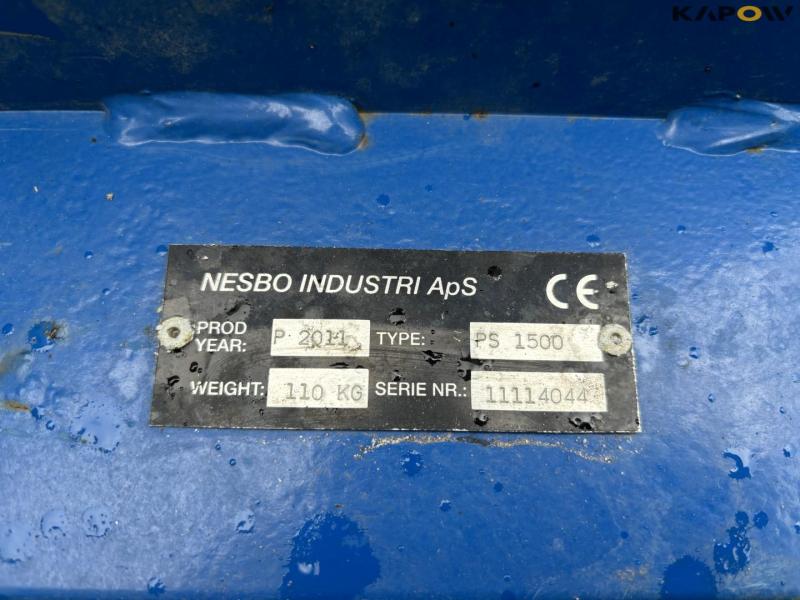 KAPOW
NESBO INDUSTRI ApS CE
PROD YEAR: P 2011 TYPE: PS 1500
WEIGHT: 110 KG SERIE NR.: 11114044